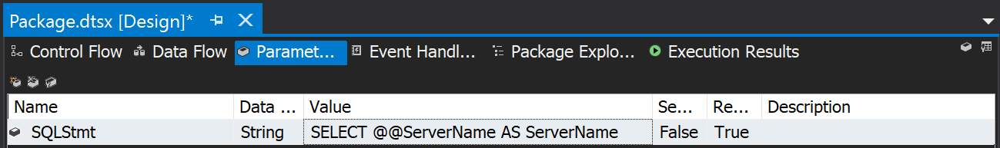 Package.dtsx [Design]*
Control Flow Data Flow Paramet... Event Handl... Package Explo... Execution Results
Name Data ... Value Se... Re... Description
SQLStmt String SELECT @@ServerName AS ServerName False True